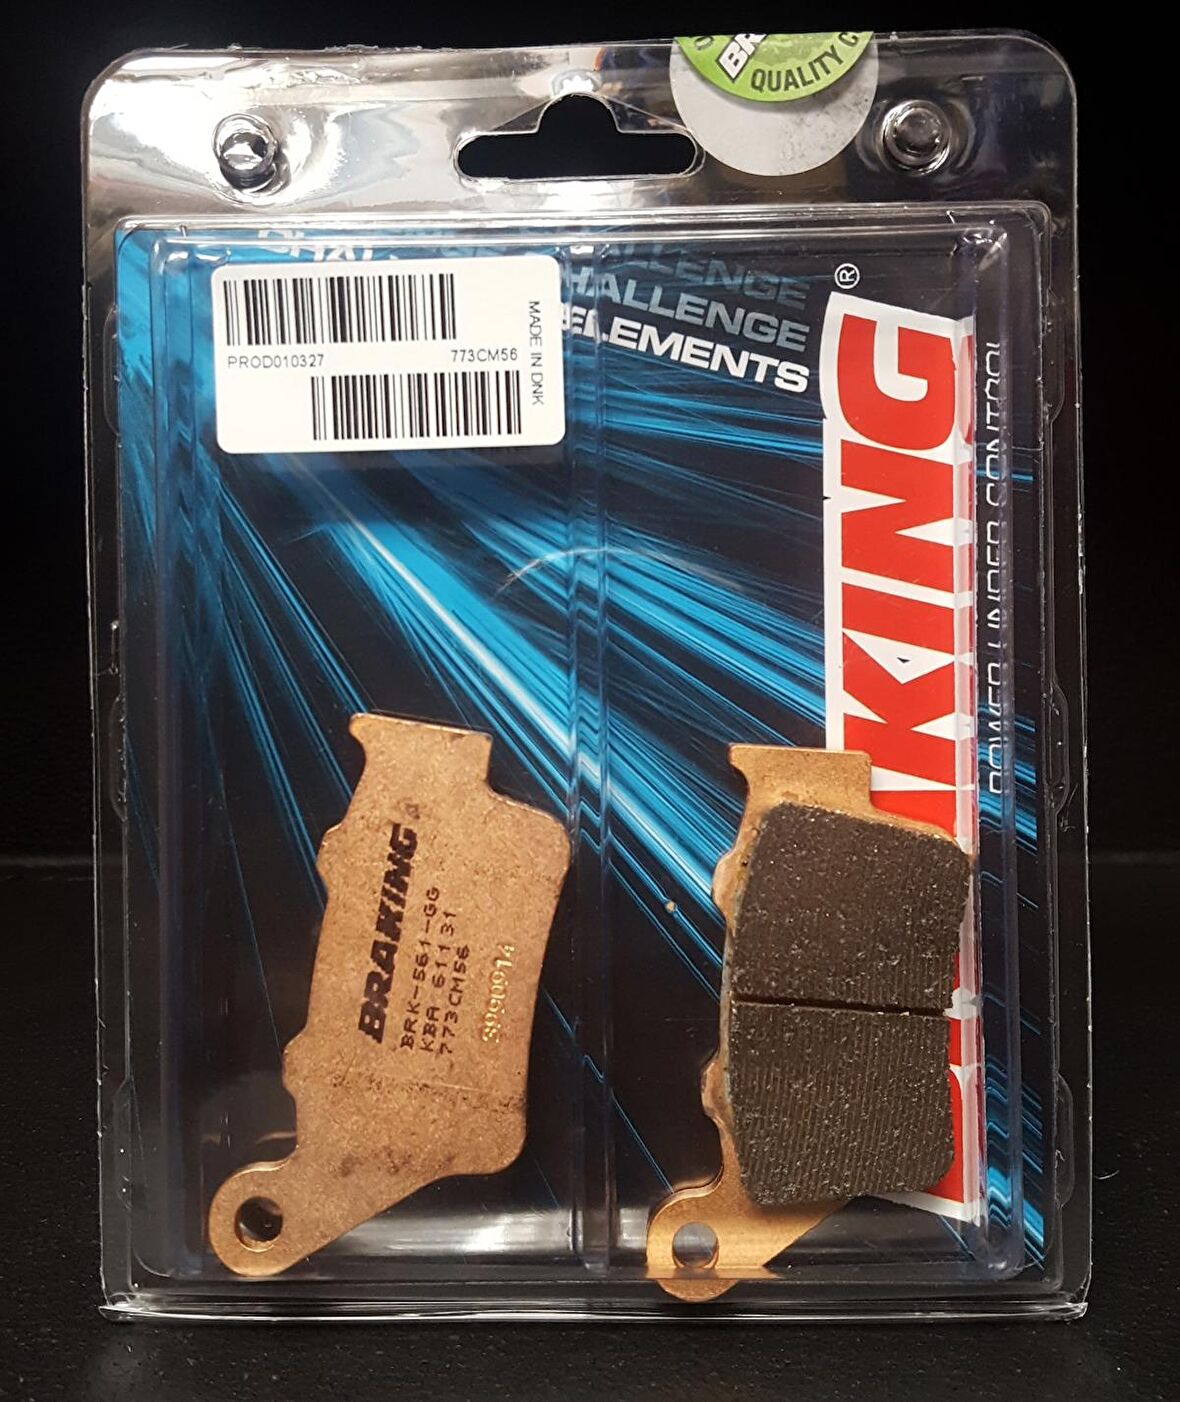 QUALITY
CHALLENGE
CHALLENGE
ELEMENTS
PROD010327
773CM56
MADE IN DNK
®
KING
POWER UNDER CONTROL
BRAKING
BRK-561-GG
KBA 61131
773CM56